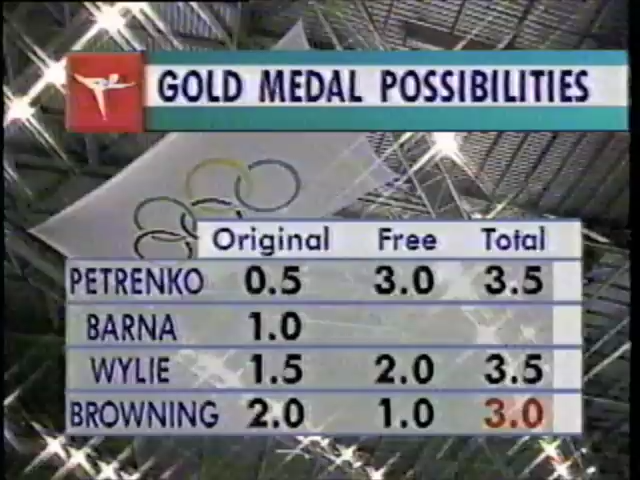 GOLD MEDAL POSSIBILITIES
Original Free Total
PETRENKO 0.5 3.0 3.5
BARNA 1.0
WYLIE 1.5 2.0 3.5
BROWNING 2.0 1.0 3.0